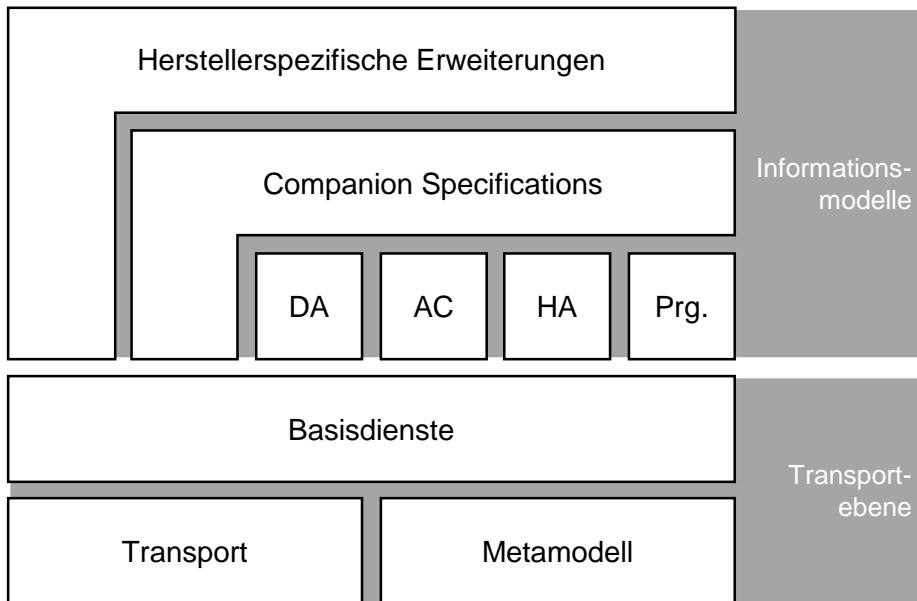 Herstellerspezifische Erweiterungen
Companion Specifications
Informations-
modelle
DA
AC
HA
Prg.
Basisdienste
Transport-
ebene
Transport
Metamodell